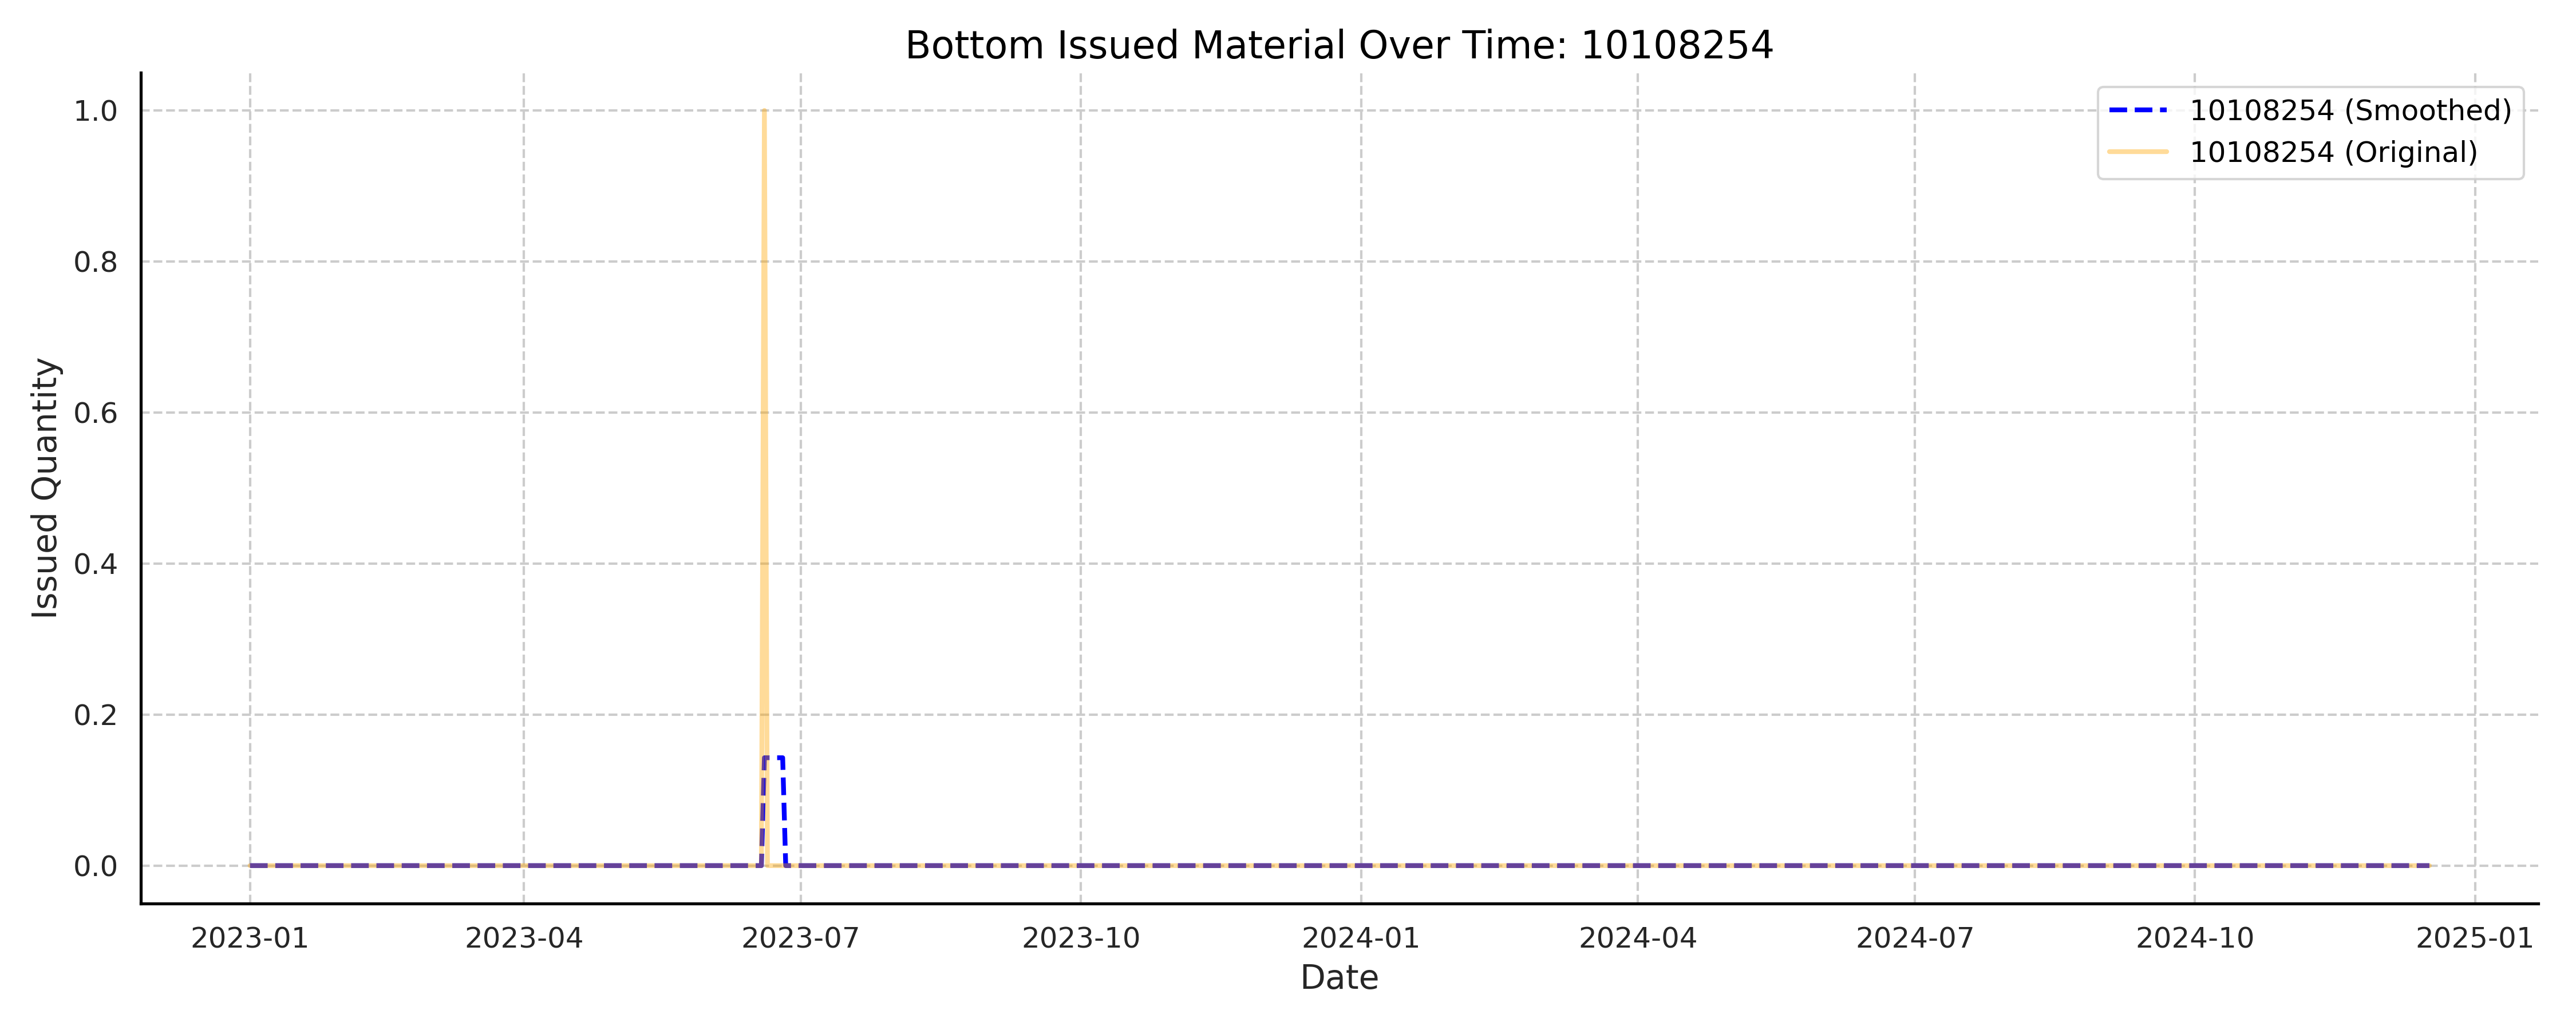 Bottom Issued Material Over Time: 10108254
10108254 (Smoothed)
10108254 (Original)
Issued Quantity
1.0
0.8
0.6
0.4
0.2
0.0
2023-01 2023-04 2023-07 2023-10 2024-01 2024-04 2024-07 2024-10 2025-01
Date